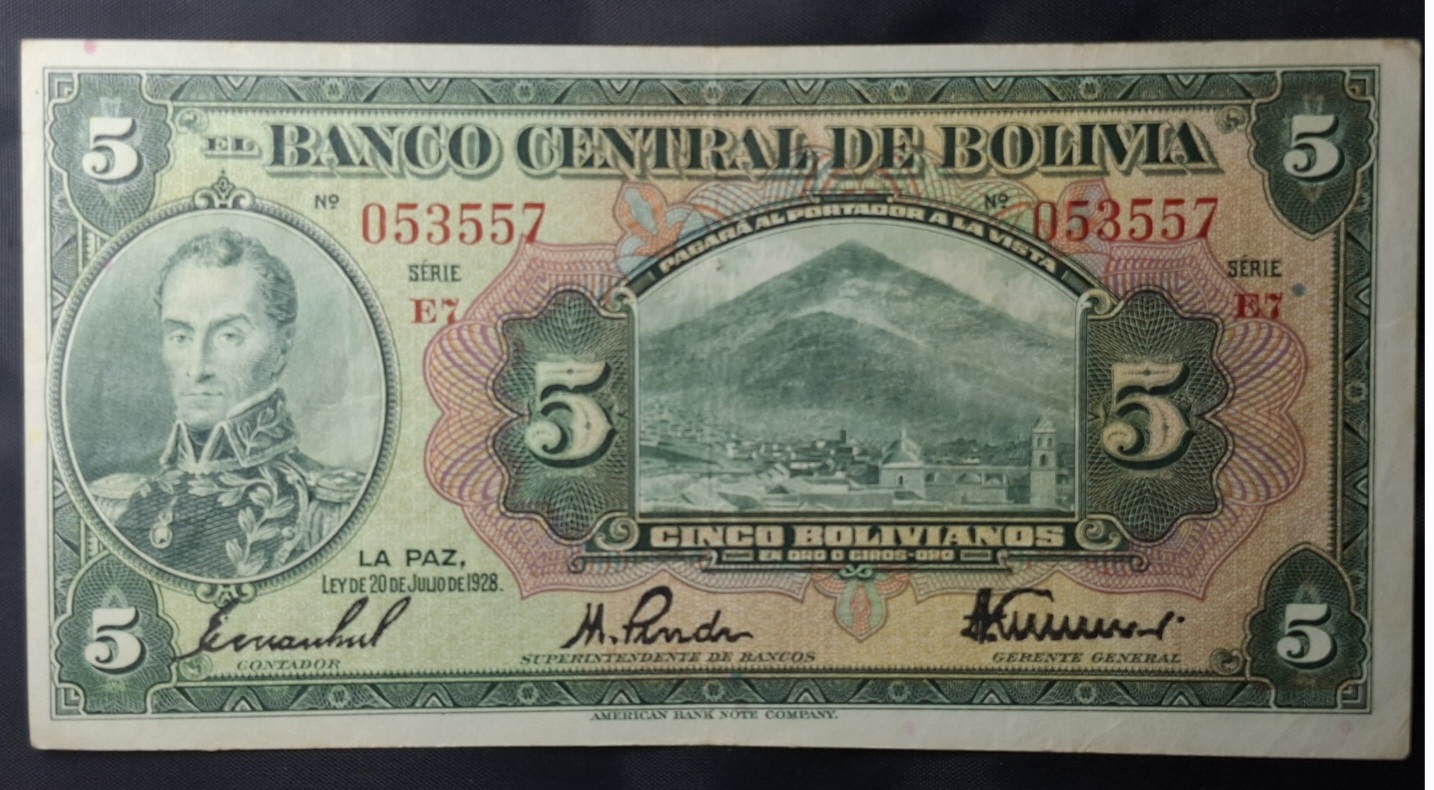 5 5
EL BANCO CENTRAL DE BOLIVIA
Nº 053557 Nº 053557
PAGARÁ AL PORTADOR A LA VISTA
SÉRIE SÉRIE
E7 E7
5 5
CINCO BOLIVIANOS
EN ORO O GIROS-ORO
LA PAZ,
LEY DE 20 DE JULIO DE 1928.
5 5
CONTADOR SUPERINTENDENTE DE BANCOS GERENTE GENERAL
AMERICAN BANK NOTE COMPANY.